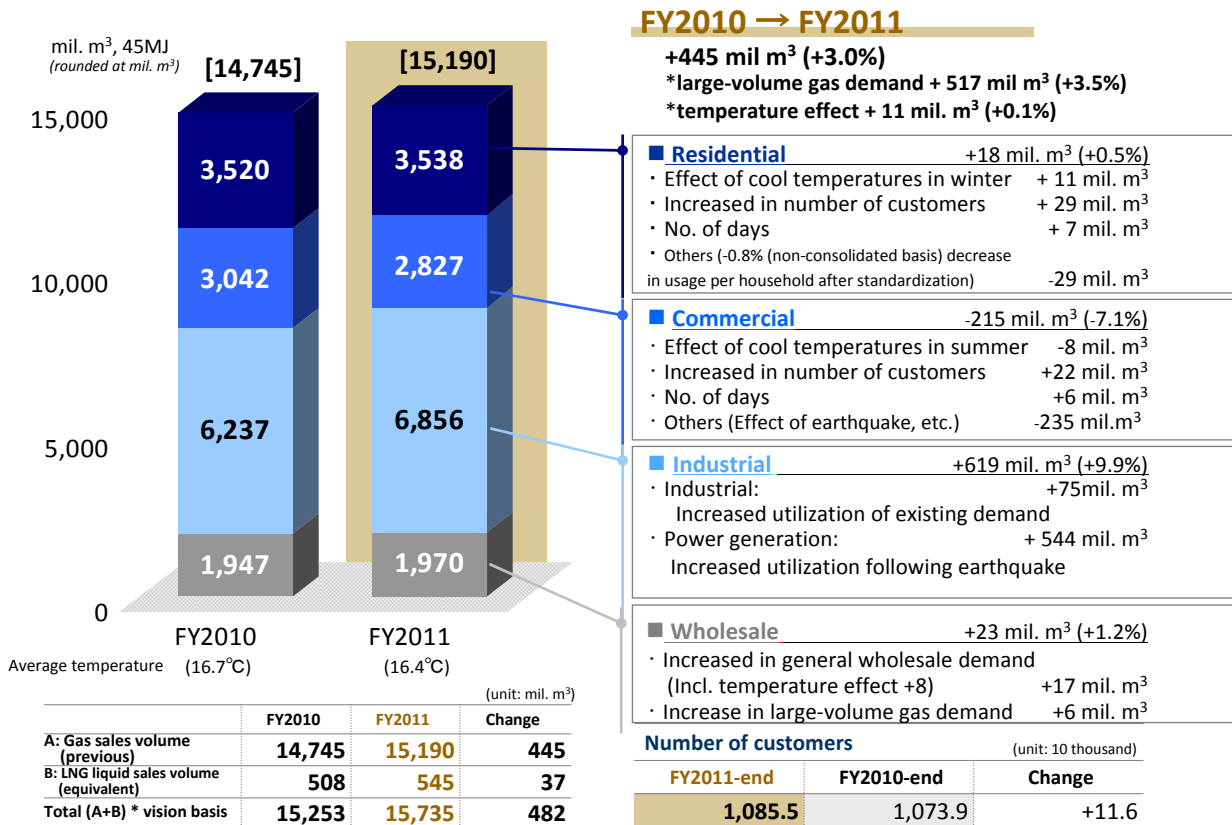 FY2010 → FY2011
+445 mil m³ (+3.0%)
*large-volume gas demand + 517 mil m³ (+3.5%)
*temperature effect + 11 mil. m³ (+0.1%)
mil. m³, 45MJ
(rounded at mil. m³)
[14,745]
[15,190]
15,000
10,000
5,000
0
3,520
3,042
6,237
1,947
3,538
2,827
6,856
1,970
FY2010
FY2011
Average temperature (16.7℃) (16.4℃)
■ Residential +18 mil. m³ (+0.5%)
・Effect of cool temperatures in winter + 11 mil. m³
・Increased in number of customers + 29 mil. m³
・No. of days + 7 mil. m³
・Others (-0.8% (non-consolidated basis) decrease
in usage per household after standardization) -29 mil. m³
■ Commercial -215 mil. m³ (-7.1%)
・Effect of cool temperatures in summer -8 mil. m³
・Increased in number of customers +22 mil. m³
・No. of days +6 mil. m³
・Others (Effect of earthquake, etc.) -235 mil.m³
■ Industrial +619 mil. m³ (+9.9%)
・Industrial: +75mil. m³
Increased utilization of existing demand
・Power generation: + 544 mil. m³
Increased utilization following earthquake
■ Wholesale +23 mil. m³ (+1.2%)
・Increased in general wholesale demand
(Incl. temperature effect +8) +17 mil. m³
・Increase in large-volume gas demand +6 mil. m³
(unit: mil. m³)
FY2010 FY2011 Change
A: Gas sales volume
(previous) 14,745 15,190 445
B: LNG liquid sales volume
(equivalent) 508 545 37
Total (A+B) * vision basis 15,253 15,735 482
Number of customers (unit: 10 thousand)
FY2011-end FY2010-end Change
1,085.5 1,073.9 +11.6